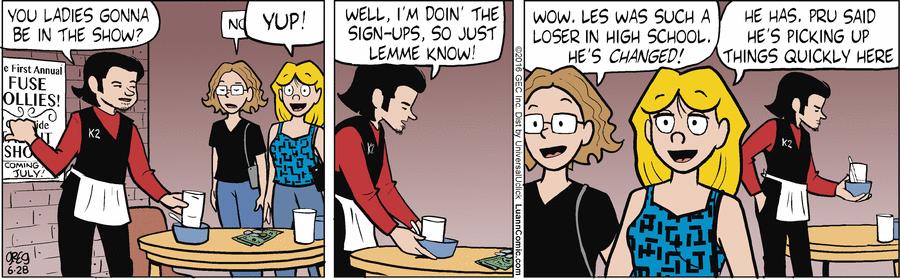 YOU LADIES GONNA
BE IN THE SHOW?
NO
YUP!
e First Annual
FUSE
OLLIES!
ide
NT
SHO
COMING
JULY!
K2
GREG
6-28
WELL, I'M DOIN' THE
SIGN-UPS, SO JUST
LEMME KNOW!
K2
©2016 GEC Inc. Dist by Universal Uclick LuannComic.com
WOW. LES WAS SUCH A
LOSER IN HIGH SCHOOL.
HE'S CHANGED!
HE HAS. PRU SAID
HE'S PICKING UP
THINGS QUICKLY HERE
K2